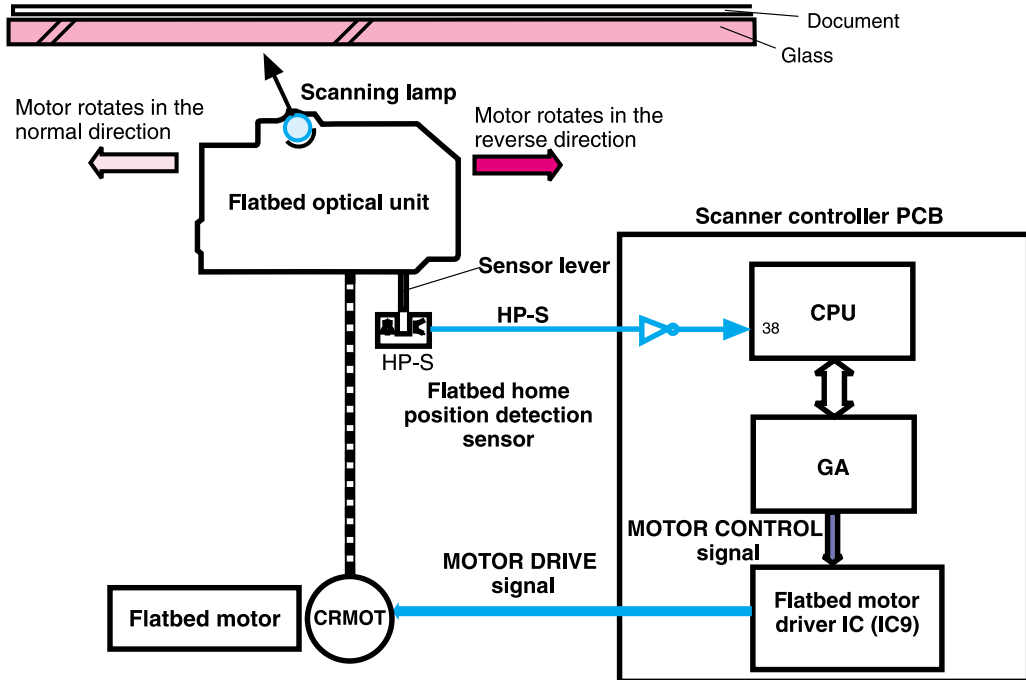 Document
Glass
Scanning lamp
Motor rotates in the
normal direction
Motor rotates in the
reverse direction
Flatbed optical unit
Scanner controller PCB
Sensor lever
HP-S
38
CPU
HP-S
Flatbed home
position detection
sensor
GA
MOTOR CONTROL
signal
MOTOR DRIVE
signal
Flatbed motor
CRMOT
Flatbed motor
driver IC (IC9)